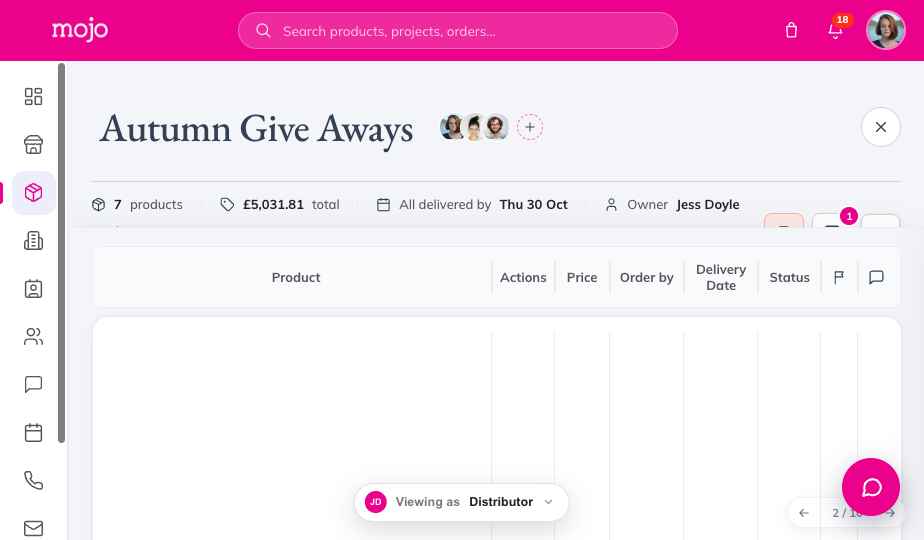 mojo
Search products, projects, orders...
18
Autumn Give Aways
7 products
£5,031.81 total
All delivered by Thu 30 Oct
Owner Jess Doyle
1
Product
Actions
Price
Order by
Delivery
Date
Status
JD Viewing as Distributor
2 /